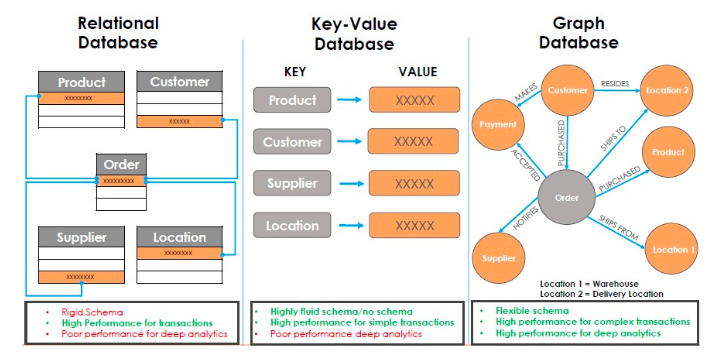 Relational
Database
Product
XXXXXXXX
Customer
XXXXXX
Order
XXXXXXXXX
Supplier
XXXXXXXX
Location
XXXXXXXX
• Rigid Schema
• High Performance for transactions
• Poor performance for deep analytics
Key-Value
Database
KEY VALUE
Product XXXXX
Customer XXXXX
Supplier XXXXX
Location XXXXX
• Highly fluid schema/no schema
• High performance for simple transactions
• Poor performance deep analytics
Graph
Database
Customer
RESIDES
Location 2
MAKES
Payment
PURCHASED
ACCEPTED
SHIPS TO
Product
PURCHASED
Order
NOTIFIES
SHIPS FROM
Supplier
Location 1
Location 1 = Warehouse
Location 2 = Delivery Location
• Flexible schema
• High performance for complex transactions
• High performance for deep analytics